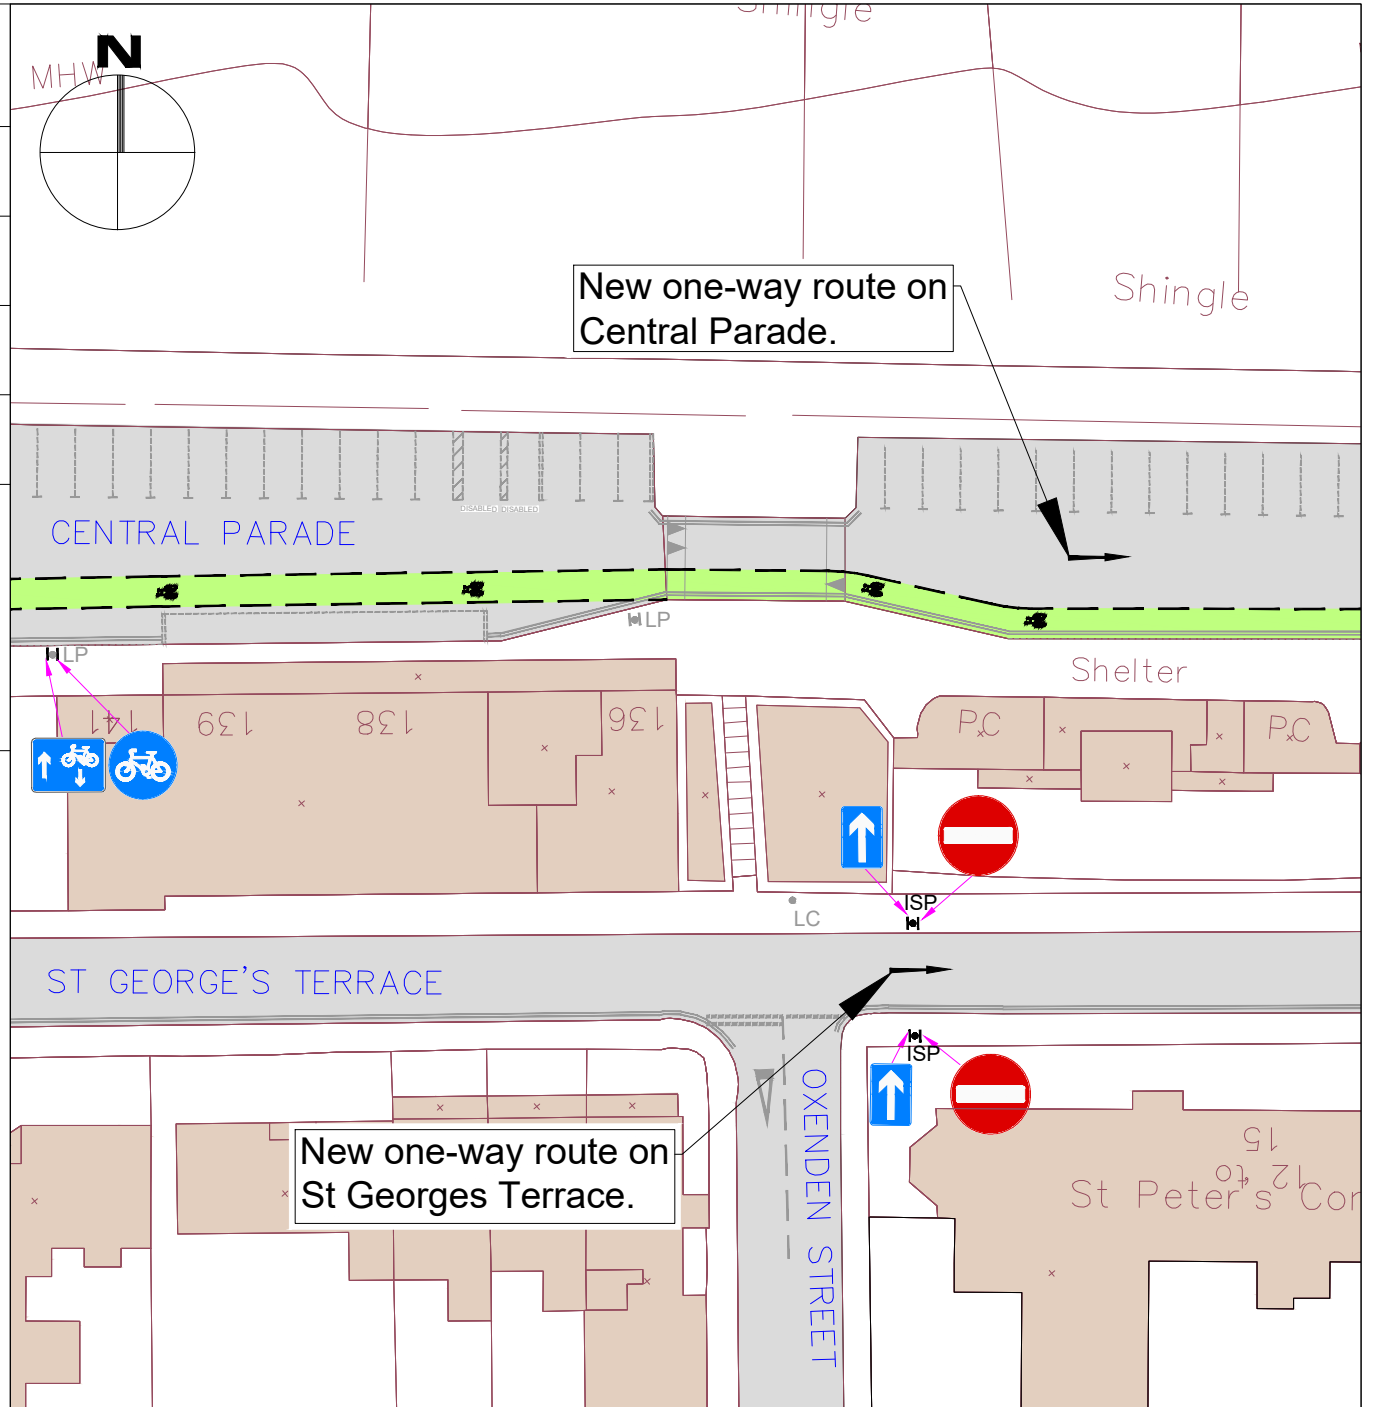 Shingle
N
MHW
New one-way route on
Central Parade.
Shingle
DISABLED DISABLED
CENTRAL PARADE
LP
LP
Shelter
141
139
138
136
PC
PC
ISP
LC
ST GEORGE'S TERRACE
ISP
OXENDEN STREET
New one-way route on
St Georges Terrace.
12 to
15
St Peter's Cor